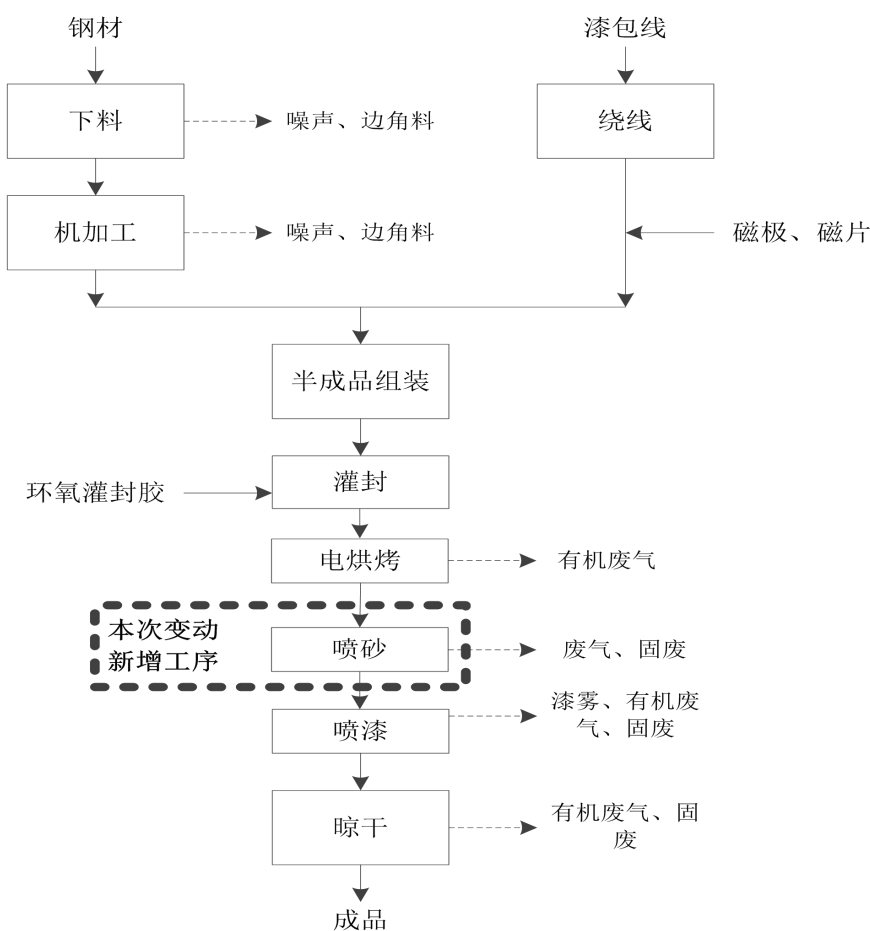 钢材
漆包线
下料
噪声、边角料
绕线
机加工
噪声、边角料
磁极、磁片
半成品组装
灌封
环氧灌封胶
电烘烤
有机废气
本次变动
新增工序
喷砂
废气、固废
喷漆
漆雾、有机废
气、固废
晾干
有机废气、固
废
成品